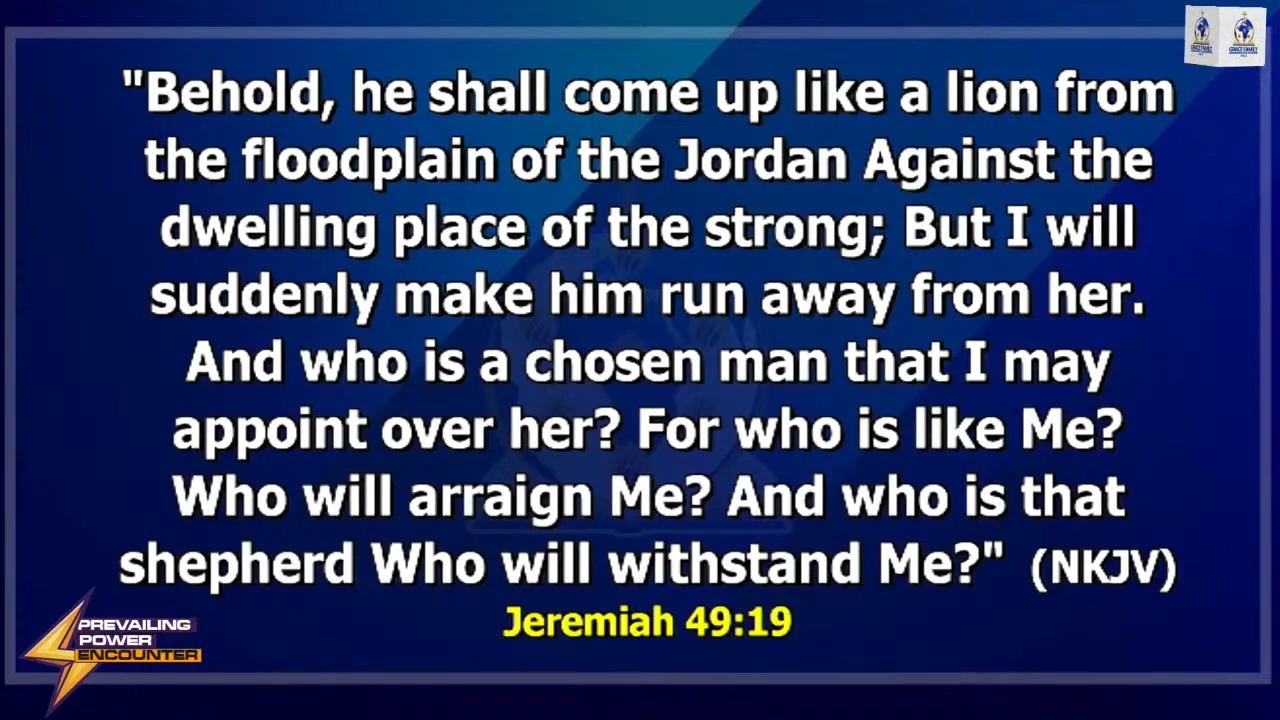 "Behold, he shall come up like a lion from
the floodplain of the Jordan Against the
dwelling place of the strong; But I will
suddenly make him run away from her.
And who is a chosen man that I may
appoint over her? For who is like Me?
Who will arraign Me? And who is that
shepherd Who will withstand Me?" (NKJV)
Jeremiah 49:19
PREVAILING
POWER
ENCOUNTER
GRACE FAMILY